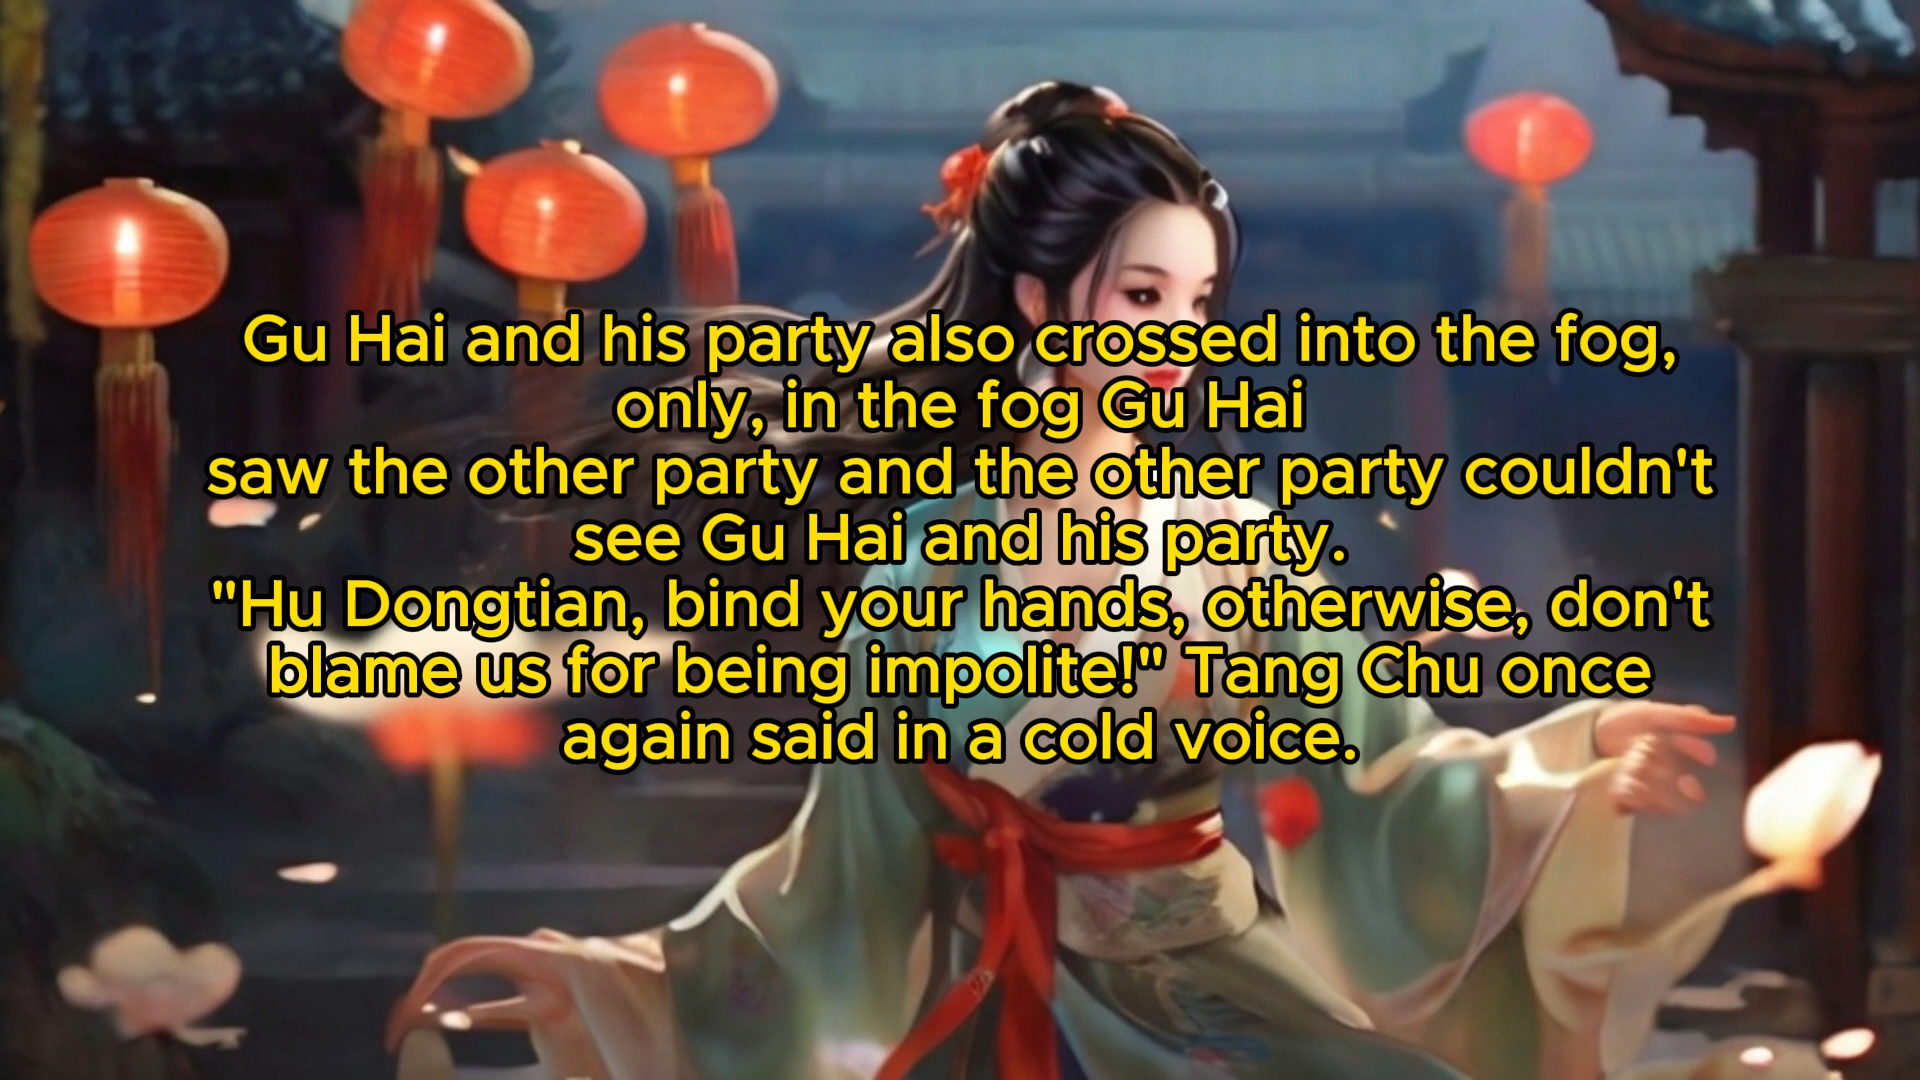 Gu Hai and his party also crossed into the fog,
only, in the fog Gu Hai
saw the other party and the other party couldn't
see Gu Hai and his party.
"Hu Dongtian, bind your hands, otherwise, don't
blame us for being impolite!" Tang Chu once
again said in a cold voice.